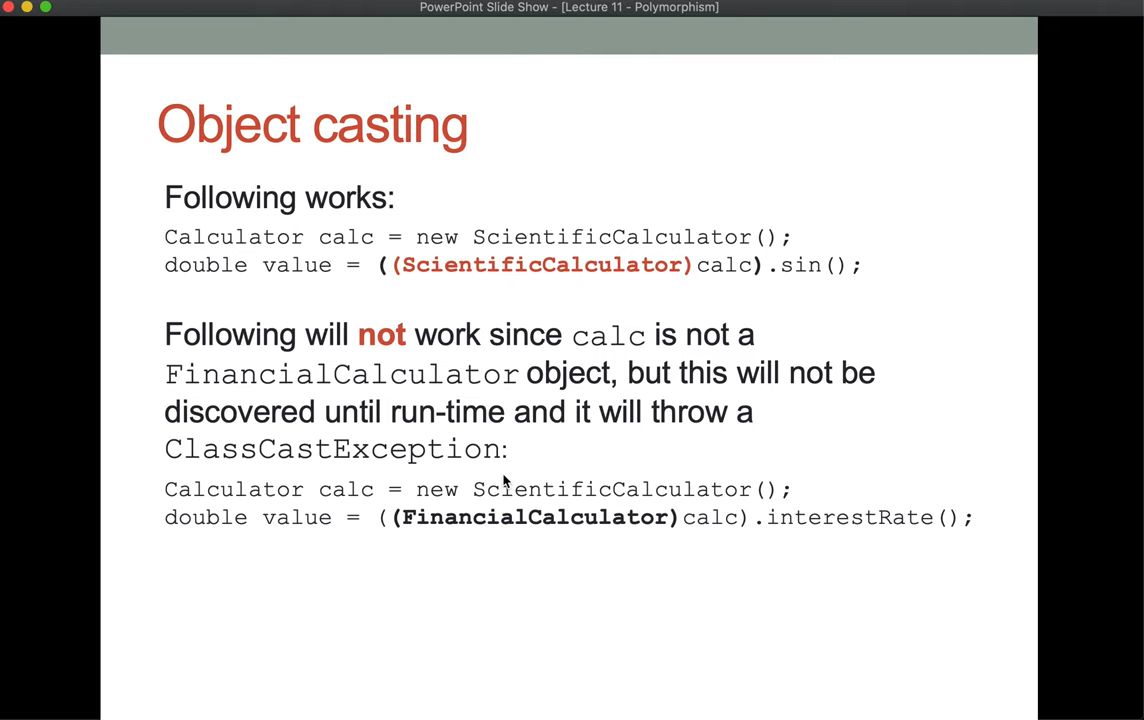 PowerPoint Slide Show - [Lecture 11 - Polymorphism]
Object casting
Following works:
Calculator calc = new ScientificCalculator();
double value = ((ScientificCalculator)calc).sin();
Following will not work since calc is not a
FinancialCalculator object, but this will not be
discovered until run-time and it will throw a
ClassCastException:
Calculator calc = new ScientificCalculator();
double value = ((FinancialCalculator)calc).interestRate();